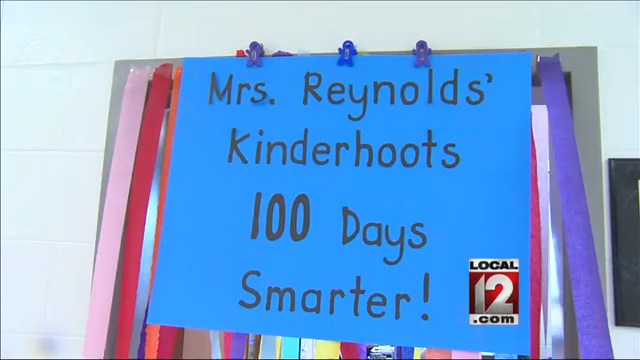 Mrs. Reynolds'
Kinderhoots
100 Days
Smarter!
LOCAL
12
.com